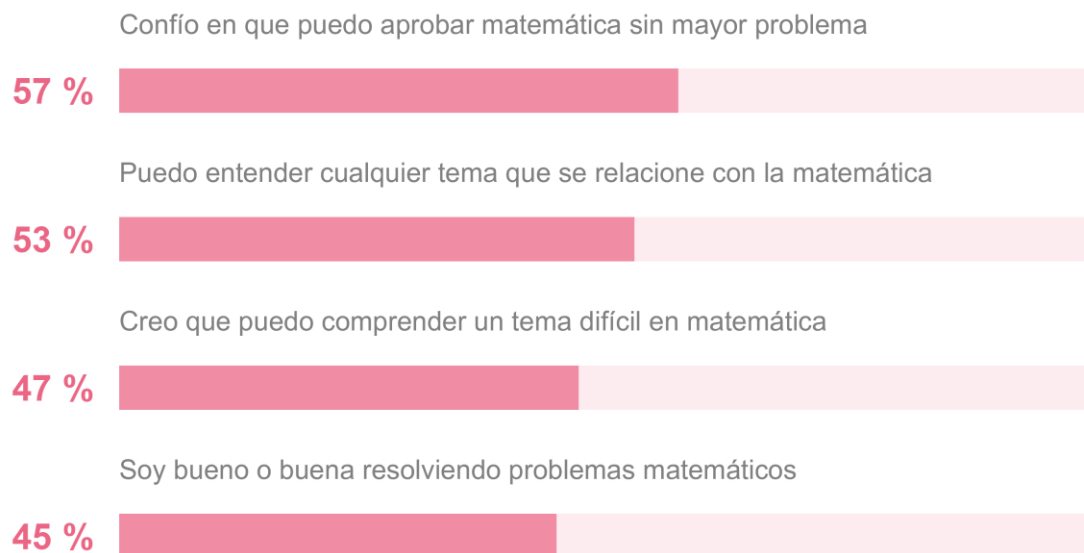 Confío en que puedo aprobar matemática sin mayor problema
57 %
Puedo entender cualquier tema que se relacione con la matemática
53 %
Creo que puedo comprender un tema difícil en matemática
47 %
Soy bueno o buena resolviendo problemas matemáticos
45 %